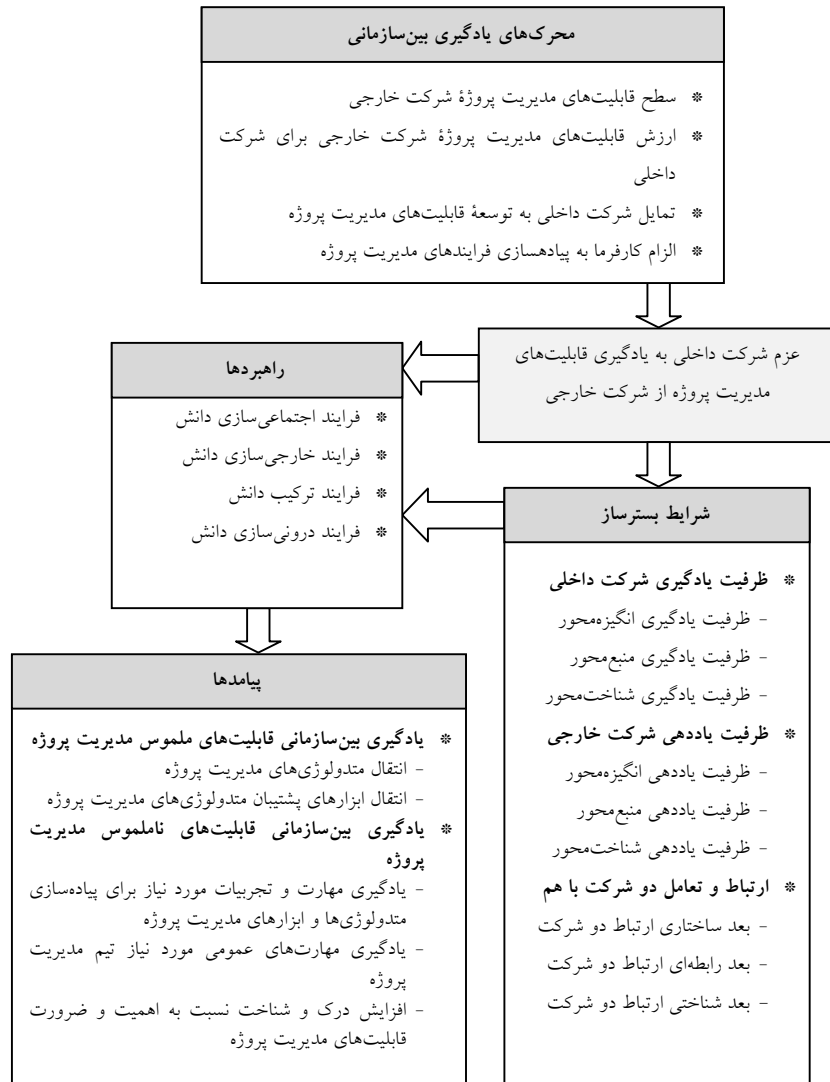 محرک‌های یادگیری بین‌سازمانی
* سطح قابلیت‌های مدیریت پروژۀ شرکت خارجی
* ارزش قابلیت‌های مدیریت پروژۀ شرکت خارجی برای شرکت
داخلی
* تمایل شرکت داخلی به توسعۀ قابلیت‌های مدیریت پروژه
* الزام کارفرما به پیادهسازی فرایندهای مدیریت پروژه
عزم شرکت داخلی به یادگیری قابلیت‌های
مدیریت پروژه از شرکت خارجی
راهبردها
* فرایند اجتماعی‌سازی دانش
* فرایند خارجی‌سازی دانش
* فرایند ترکیب دانش
* فرایند درونی‌سازی دانش
شرایط بسترساز
* ظرفیت یادگیری شرکت داخلی
- ظرفیت یادگیری انگیزه‌محور
- ظرفیت یادگیری منبع‌محور
- ظرفیت یادگیری شناخت‌محور
* ظرفیت یاددهی شرکت خارجی
- ظرفیت یاددهی انگیزه‌محور
- ظرفیت یاددهی منبع‌محور
- ظرفیت یاددهی شناخت‌محور
* ارتباط و تعامل دو شرکت با هم
- بعد ساختاری ارتباط دو شرکت
- بعد رابطه‌ای ارتباط دو شرکت
- بعد شناختی ارتباط دو شرکت
پیامدها
* یادگیری بین‌سازمانی قابلیت‌های ملموس مدیریت پروژه
- انتقال متدولوژی‌های مدیریت پروژه
- انتقال ابزارهای پشتیبان متدولوژی‌های مدیریت پروژه
* یادگیری بین‌سازمانی قابلیت‌های ناملموس مدیریت
پروژه
- یادگیری مهارت و تجربیات مورد نیاز برای پیاده‌سازی
متدولوژی‌ها و ابزارهای مدیریت پروژه
- یادگیری مهارت‌های عمومی مورد نیاز تیم مدیریت
پروژه
- افزایش درک و شناخت نسبت به اهمیت و ضرورت
قابلیت‌های مدیریت پروژه